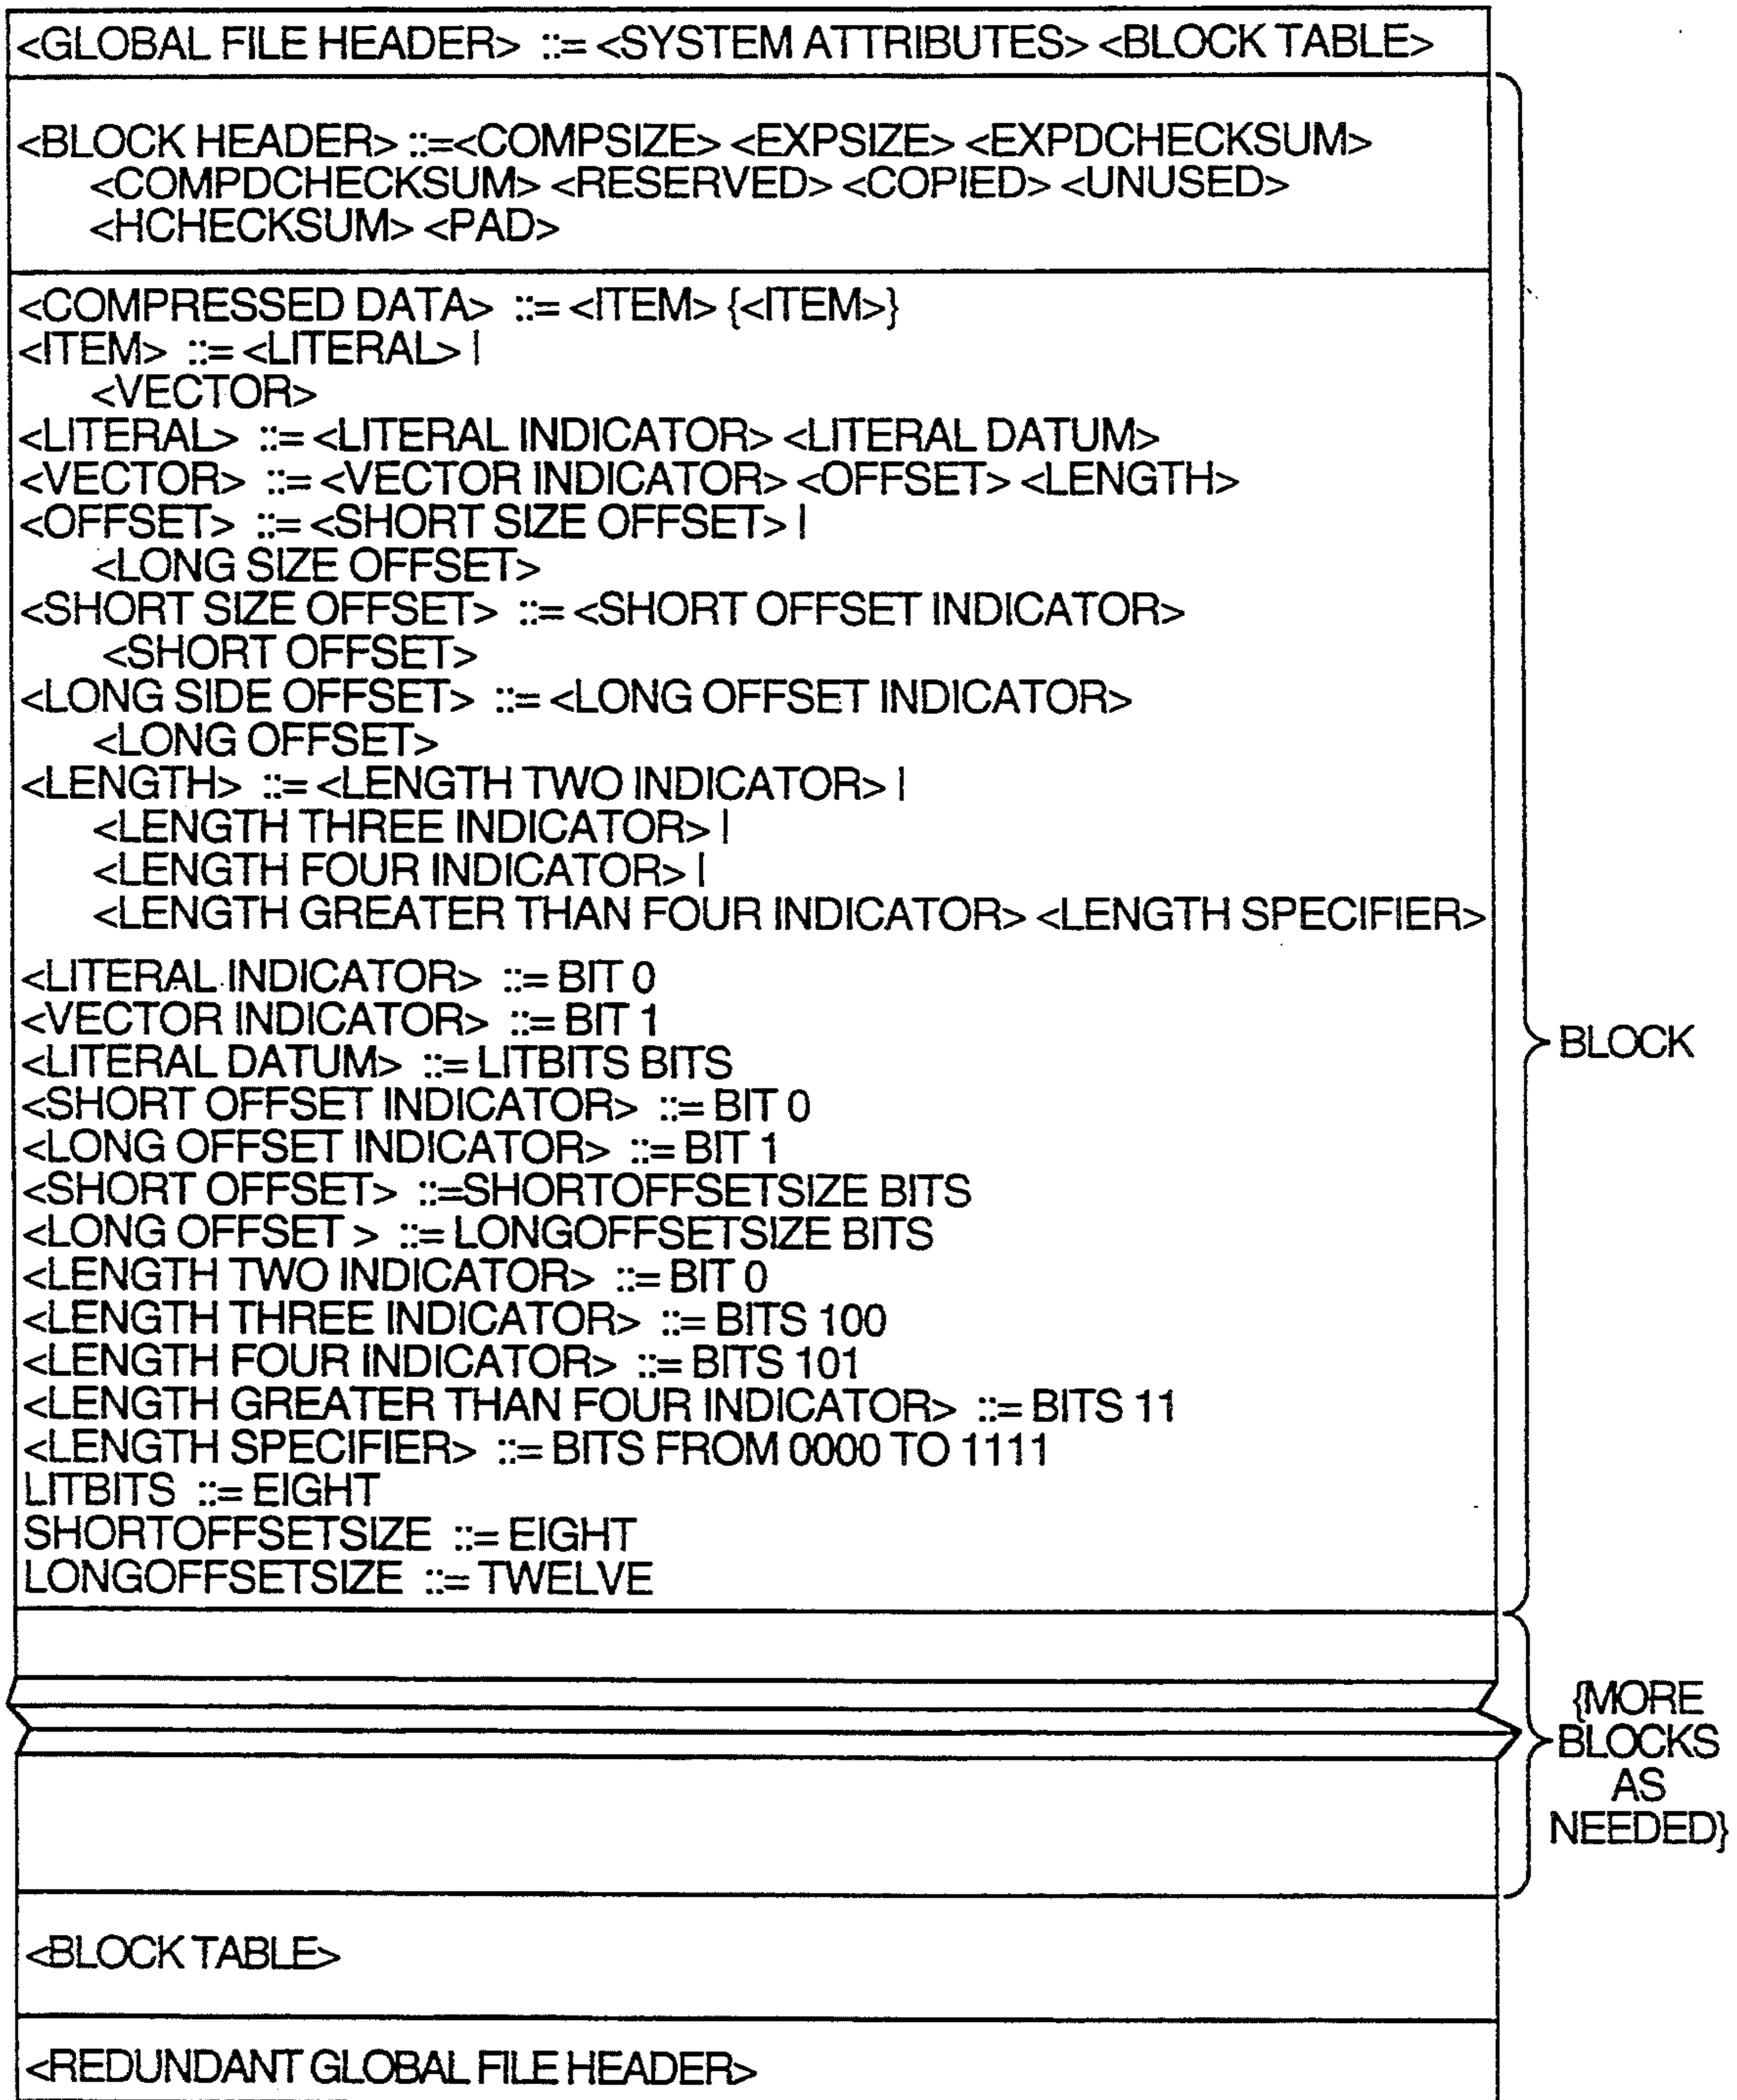 <GLOBAL FILE HEADER> ::= <SYSTEM ATTRIBUTES> <BLOCK TABLE>
<BLOCK HEADER> ::=<COMPSIZE> <EXPSIZE> <EXPDCHECKSUM>
<COMPDCHECKSUM> <RESERVED> <COPIED> <UNUSED>
<HCHECKSUM> <PAD>
<COMPRESSED DATA> ::= <ITEM> {<ITEM>}
<ITEM> ::= <LITERAL> |
<VECTOR>
<LITERAL> ::= <LITERAL INDICATOR> <LITERAL DATUM>
<VECTOR> ::= <VECTOR INDICATOR> <OFFSET> <LENGTH>
<OFFSET> ::= <SHORT SIZE OFFSET> |
<LONG SIZE OFFSET>
<SHORT SIZE OFFSET> ::= <SHORT OFFSET INDICATOR>
<SHORT OFFSET>
<LONG SIDE OFFSET> ::= <LONG OFFSET INDICATOR>
<LONG OFFSET>
<LENGTH> ::= <LENGTH TWO INDICATOR> |
<LENGTH THREE INDICATOR> |
<LENGTH FOUR INDICATOR> |
<LENGTH GREATER THAN FOUR INDICATOR> <LENGTH SPECIFIER>
<LITERAL INDICATOR> ::= BIT 0
<VECTOR INDICATOR> ::= BIT 1
<LITERAL DATUM> ::= LITBITS BITS
<SHORT OFFSET INDICATOR> ::= BIT 0
<LONG OFFSET INDICATOR> ::= BIT 1
<SHORT OFFSET> ::=SHORTOFFSETSIZE BITS
<LONG OFFSET > ::= LONGOFFSETSIZE BITS
<LENGTH TWO INDICATOR> ::= BIT 0
<LENGTH THREE INDICATOR> ::= BITS 100
<LENGTH FOUR INDICATOR> ::= BITS 101
<LENGTH GREATER THAN FOUR INDICATOR> ::= BITS 11
<LENGTH SPECIFIER> ::= BITS FROM 0000 TO 1111
LITBITS ::= EIGHT
SHORTOFFSETSIZE ::= EIGHT
LONGOFFSETSIZE ::= TWELVE
BLOCK
{MORE
BLOCKS
AS
NEEDED}
<BLOCK TABLE>
<REDUNDANT GLOBAL FILE HEADER>